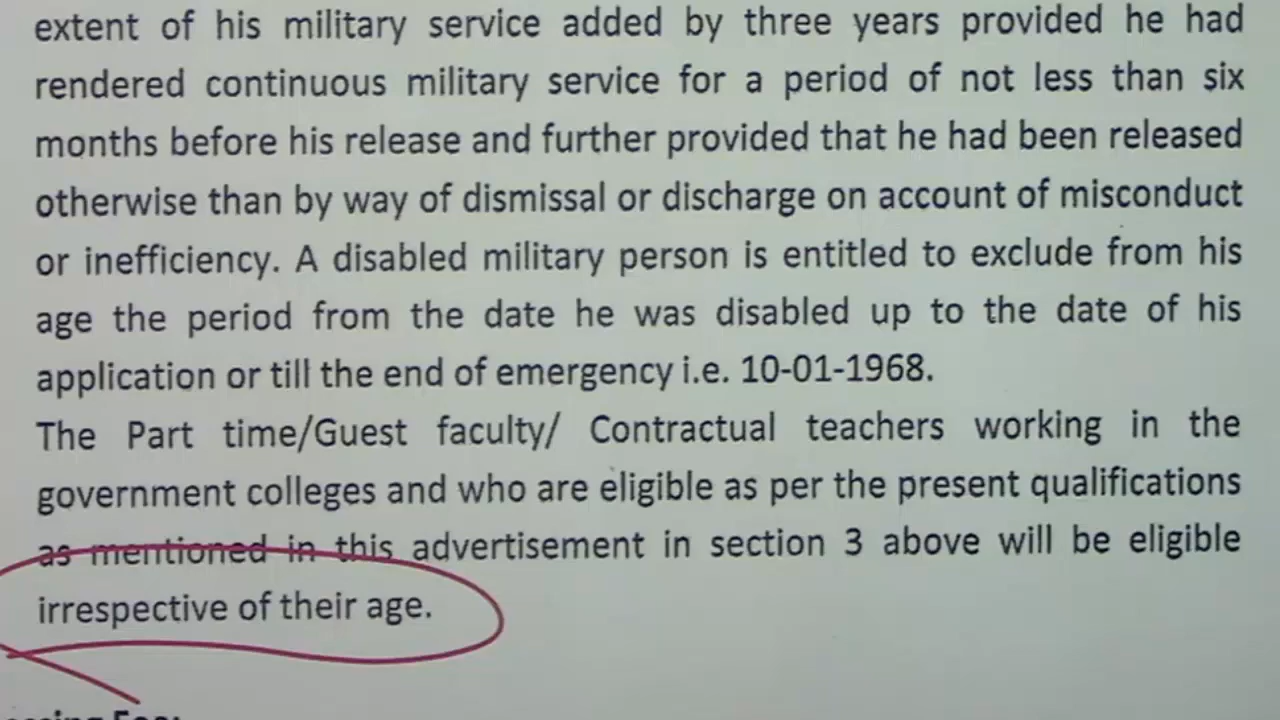 extent of his military service added by three years provided he had
rendered continuous military service for a period of not less than six
months before his release and further provided that he had been released
otherwise than by way of dismissal or discharge on account of misconduct
or inefficiency. A disabled military person is entitled to exclude from his
age the period from the date he was disabled up to the date of his
application or till the end of emergency i.e. 10-01-1968.
The Part time/Guest faculty/ Contractual teachers working in the
government colleges and who are eligible as per the present qualifications
as mentioned in this advertisement in section 3 above will be eligible
irrespective of their age.